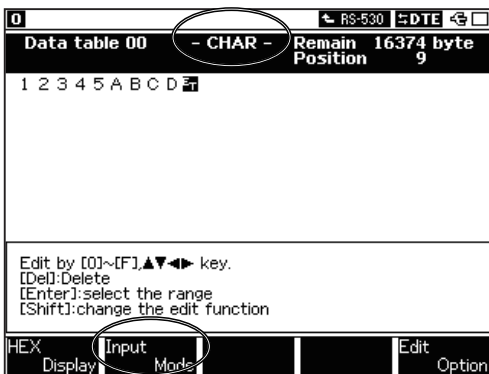 0 RS-530 DTE
Data table 00 - CHAR - Remain 16374 byte
Position 9
1 2 3 4 5 A B C D
Edit by [0]~[F],▲▼◀▶ key.
[Del]:Delete
[Enter]:select the range
[Shift]:change the edit function
HEX Input Edit
Display Mode Option